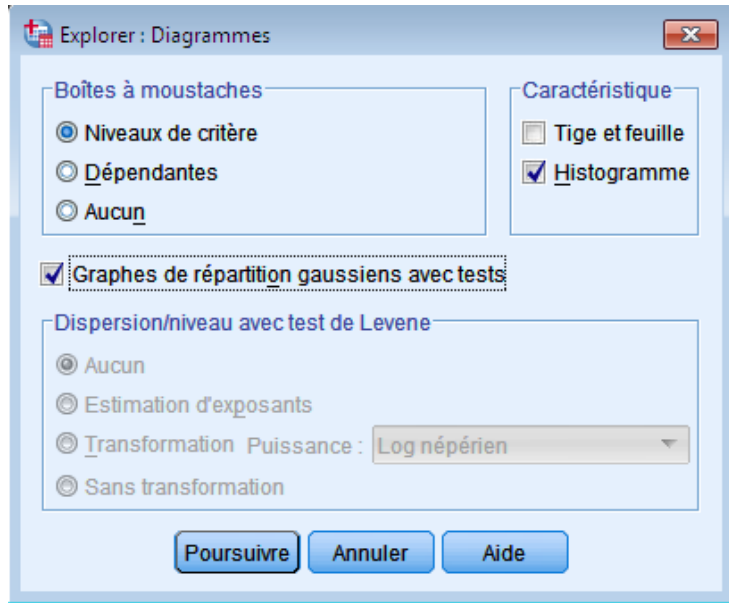 Explorer : Diagrammes
Boîtes à moustaches
Niveaux de critère
Dépendantes
Aucun
Caractéristique
Tige et feuille
Histogramme
Graphes de répartition gaussiens avec tests
Dispersion/niveau avec test de Levene
Aucun
Estimation d'exposants
Transformation Puissance : Log népérien
Sans transformation
Poursuivre Annuler Aide